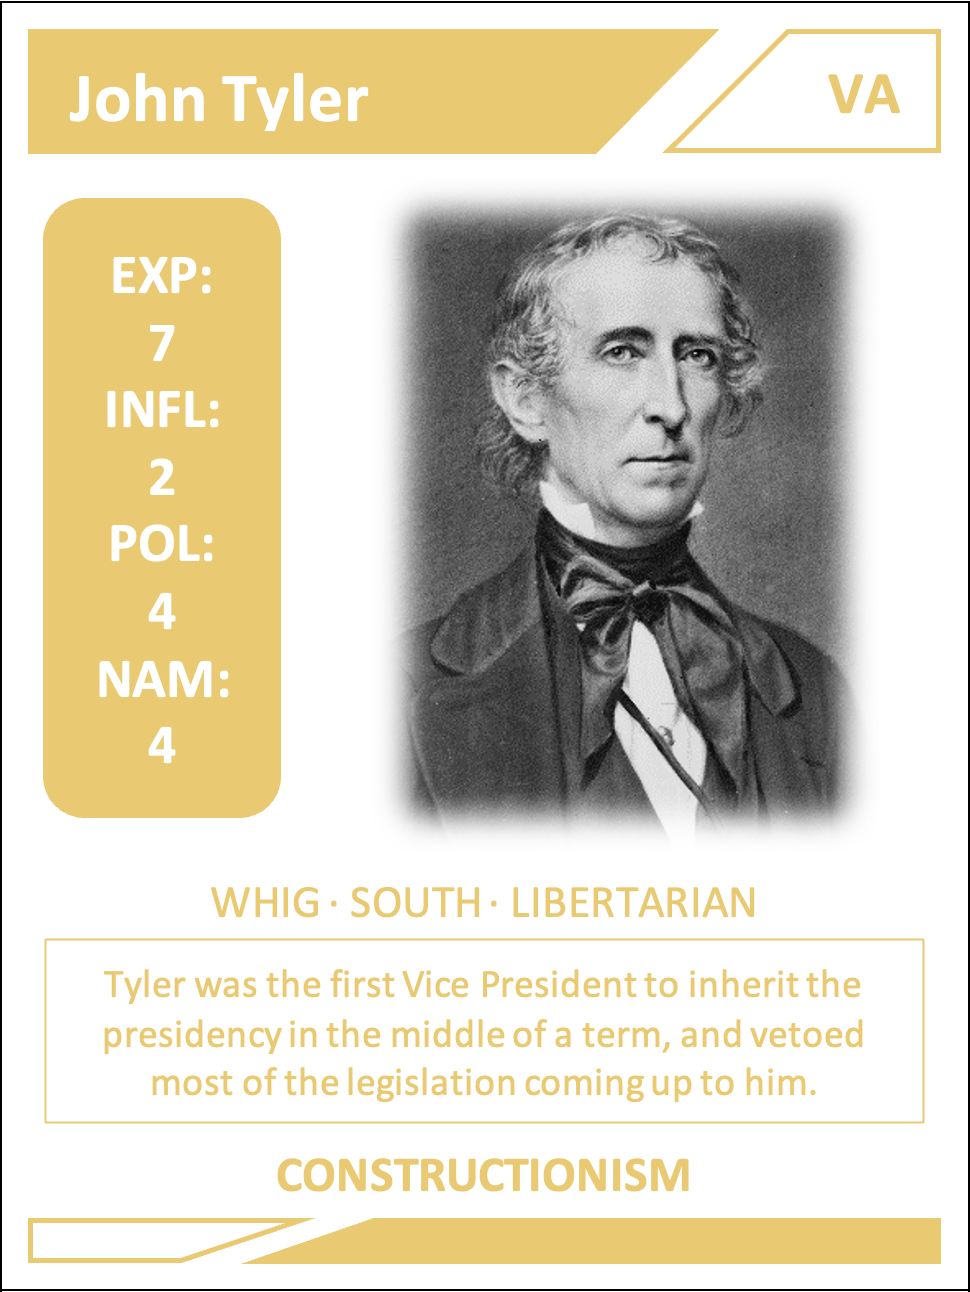 John Tyler
VA
EXP:
7
INFL:
2
POL:
4
NAM:
4
WHIG · SOUTH · LIBERTARIAN
Tyler was the first Vice President to inherit the
presidency in the middle of a term, and vetoed
most of the legislation coming up to him.
CONSTRUCTIONISM